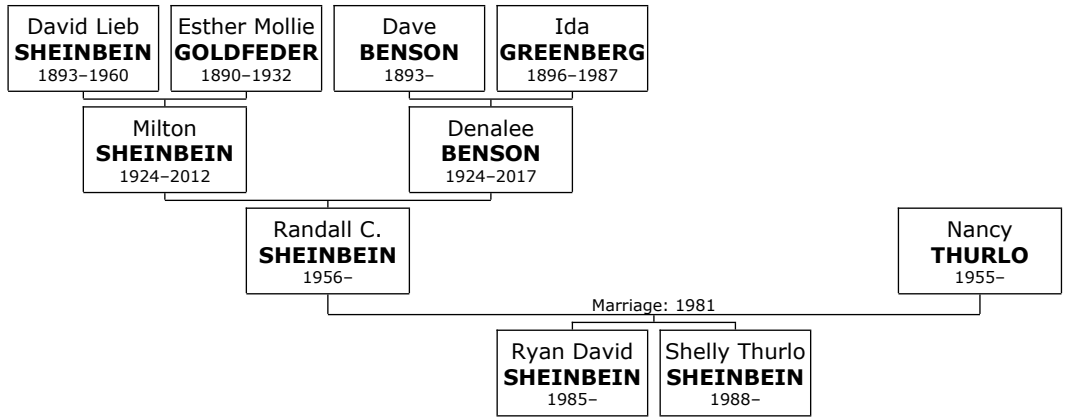 David Lieb
SHEINBEIN
1893–1960
Esther Mollie
GOLDFEDER
1890–1932
Dave
BENSON
1893–
Ida
GREENBERG
1896–1987
Milton
SHEINBEIN
1924–2012
Denalee
BENSON
1924–2017
Randall C.
SHEINBEIN
1956–
Nancy
THURLO
1955–
Marriage: 1981
Ryan David
SHEINBEIN
1985–
Shelly Thurlo
SHEINBEIN
1988–